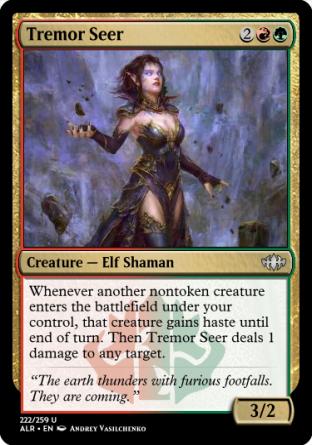 Tremor Seer 2
Creature — Elf Shaman
Whenever another nontoken creature
enters the battlefield under your
control, that creature gains haste until
end of turn. Then Tremor Seer deals 1
damage to any target.
“The earth thunders with furious footfalls.
They are coming.”
3/2
222/259 U
ALR • EN Andrey Vasilchenko